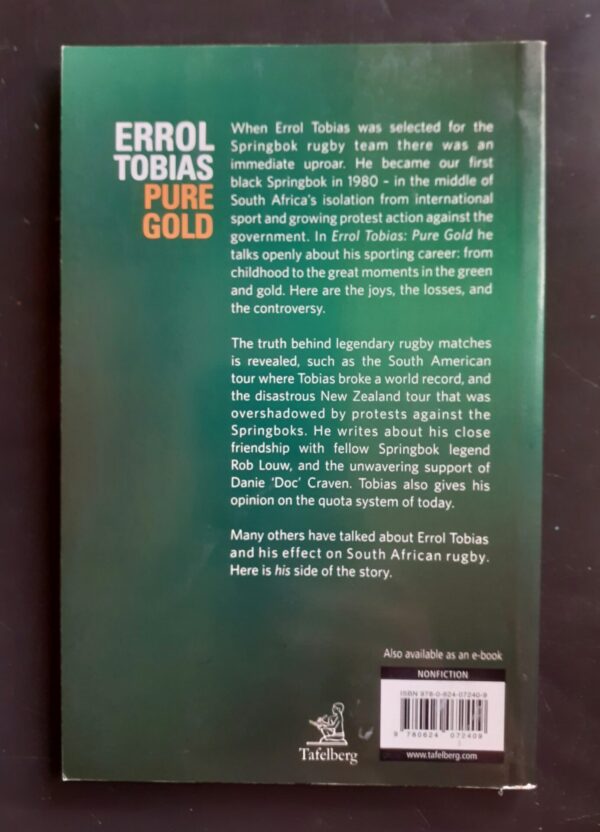 ERROL
TOBIAS
PURE
GOLD
When Errol Tobias was selected for the
Springbok rugby team there was an
immediate uproar. He became our first
black Springbok in 1980 – in the middle of
South Africa's isolation from international
sport and growing protest action against the
government. In Errol Tobias: Pure Gold he
talks openly about his sporting career: from
childhood to the great moments in the green
and gold. Here are the joys, the losses, and
the controversy.
The truth behind legendary rugby matches
is revealed, such as the South American
tour where Tobias broke a world record, and
the disastrous New Zealand tour that was
overshadowed by protests against the
Springboks. He writes about his close
friendship with fellow Springbok legend
Rob Louw, and the unwavering support of
Danie 'Doc' Craven. Tobias also gives his
opinion on the quota system of today.
Many others have talked about Errol Tobias
and his effect on South African rugby.
Here is his side of the story.
Also available as an e-book
NONFICTION
ISBN 978-0-624-07240-9
9 780624 072409
www.tafelberg.com
Tafelberg